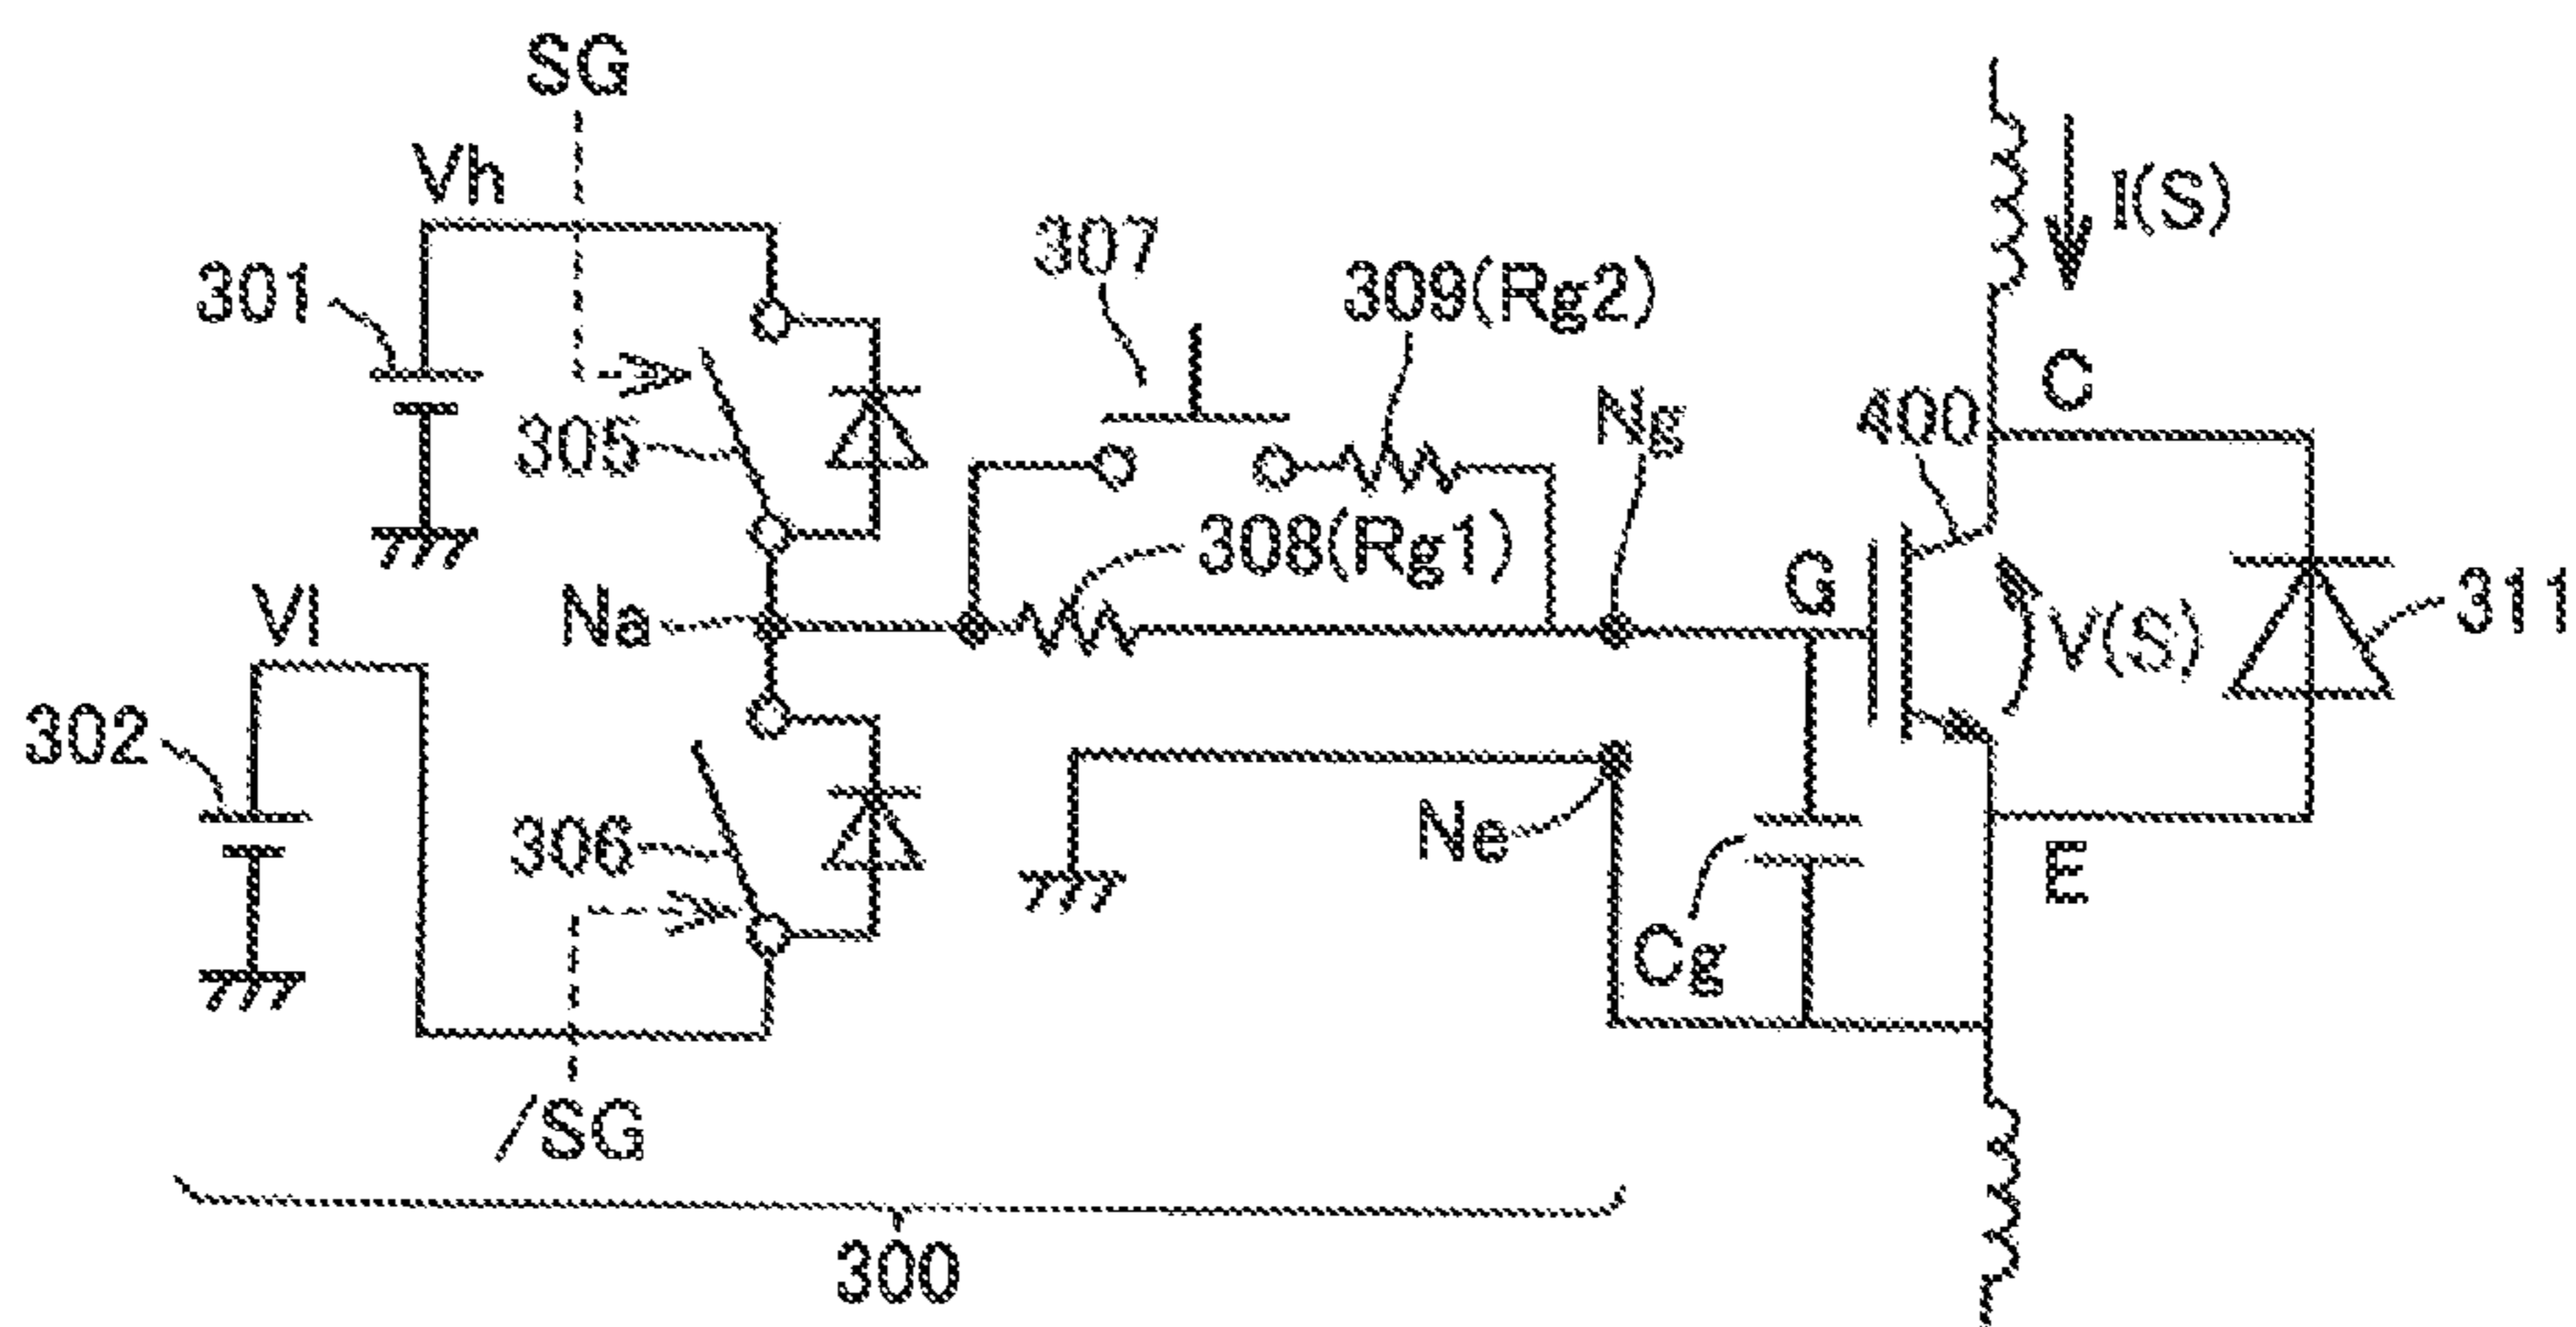 SG
Vh
I(S)
301
307
309(Rg2)
C
305
Ng
400
308(Rg1)
Vl
Na
G
V(S)
311
302
306
Ne
E
Cg
/SG
300